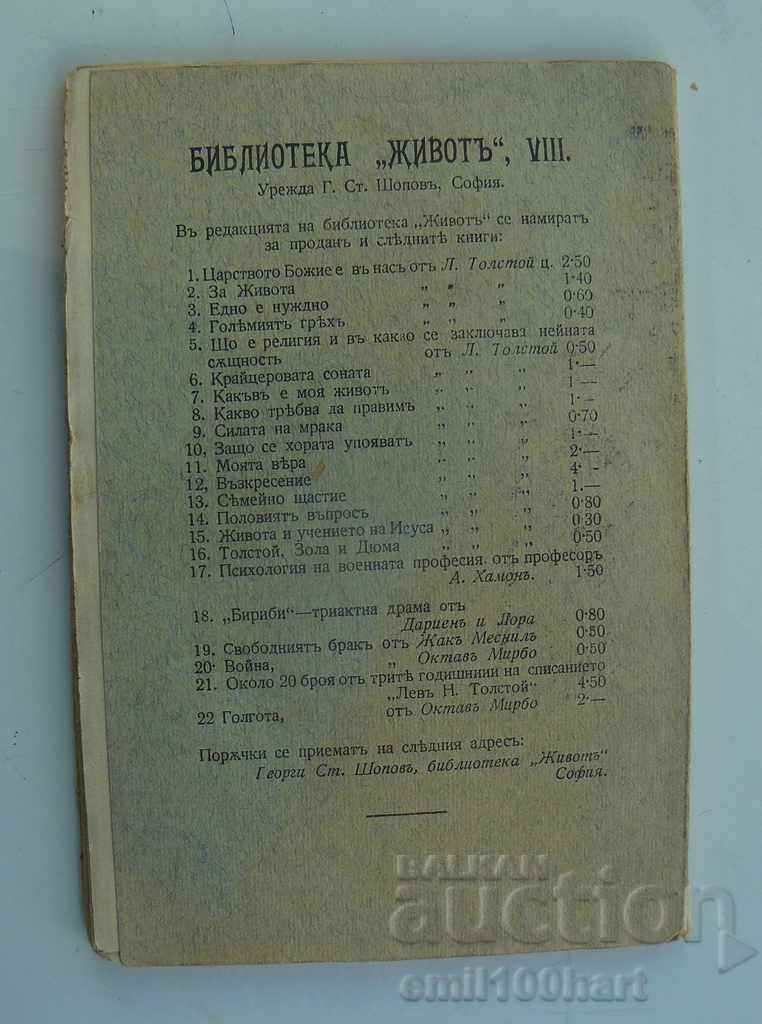 БИБЛИОТЕКА „ЖИВОТЪ“, VIII.
Урежда Г. Ст. Шоповъ, София.
Въ редакцията на библиотека „Животъ“ се намиратъ
за проданъ и слѣднитѣ книги:
1. Царството Божие е въ насъ отъ Л. Толстой ц. 2·50
2. За Живота „ „ „ 1·40
3. Едно е нуждно „ „ „ 0·60
4. Голѣмиятъ грѣхъ „ „ „ 0·40
5. Що е религия и въ какво се заключава нейната
сѫщность отъ Л. Толстой 0·50
6. Крайцеровата соната „ „ „ 1·—
7. Какъвъ е моя животъ „ „ „ 1 —
8. Какво трѣбва да правимъ „ „ „ 1·–
9. Силата на мрака „ „ „ 0·70
10, Защо се хората упояватъ „ „ „ 1·—
11. Моята вѣра „ „ „ 2·—
12, Възкресение „ „ „ 4· -
13. Сѣмейно щастие „ „ „ 1.—
14. Половиятъ въпросъ „ „ „ 0·80
15. Живота и учението на Исуса „ „ „ 0·30
16. Толстой, Зола и Дюма „ „ „ 0·50
17. Психология на военната професия, отъ професоръ
А. Хамонъ. 1·50
18. „Бириби“—триактна драма отъ
Дариенъ и Лора 0·80
19. Свободниятъ бракъ отъ Жакъ Меснилъ 0·50
20· Война, „ Октавъ Мирбо 0·50
21. Около 20 броя отъ тритѣ годишнини на списанието
„Левъ Н. Толстой“ 4·50
22 Голгота, отъ Октавъ Мирбо 2·—
Порѫчки се приематъ на слѣдния адресъ:
Георги Ст. Шоповъ, библиотека „Животъ“
София.
BALKAN
auction
emil100hart